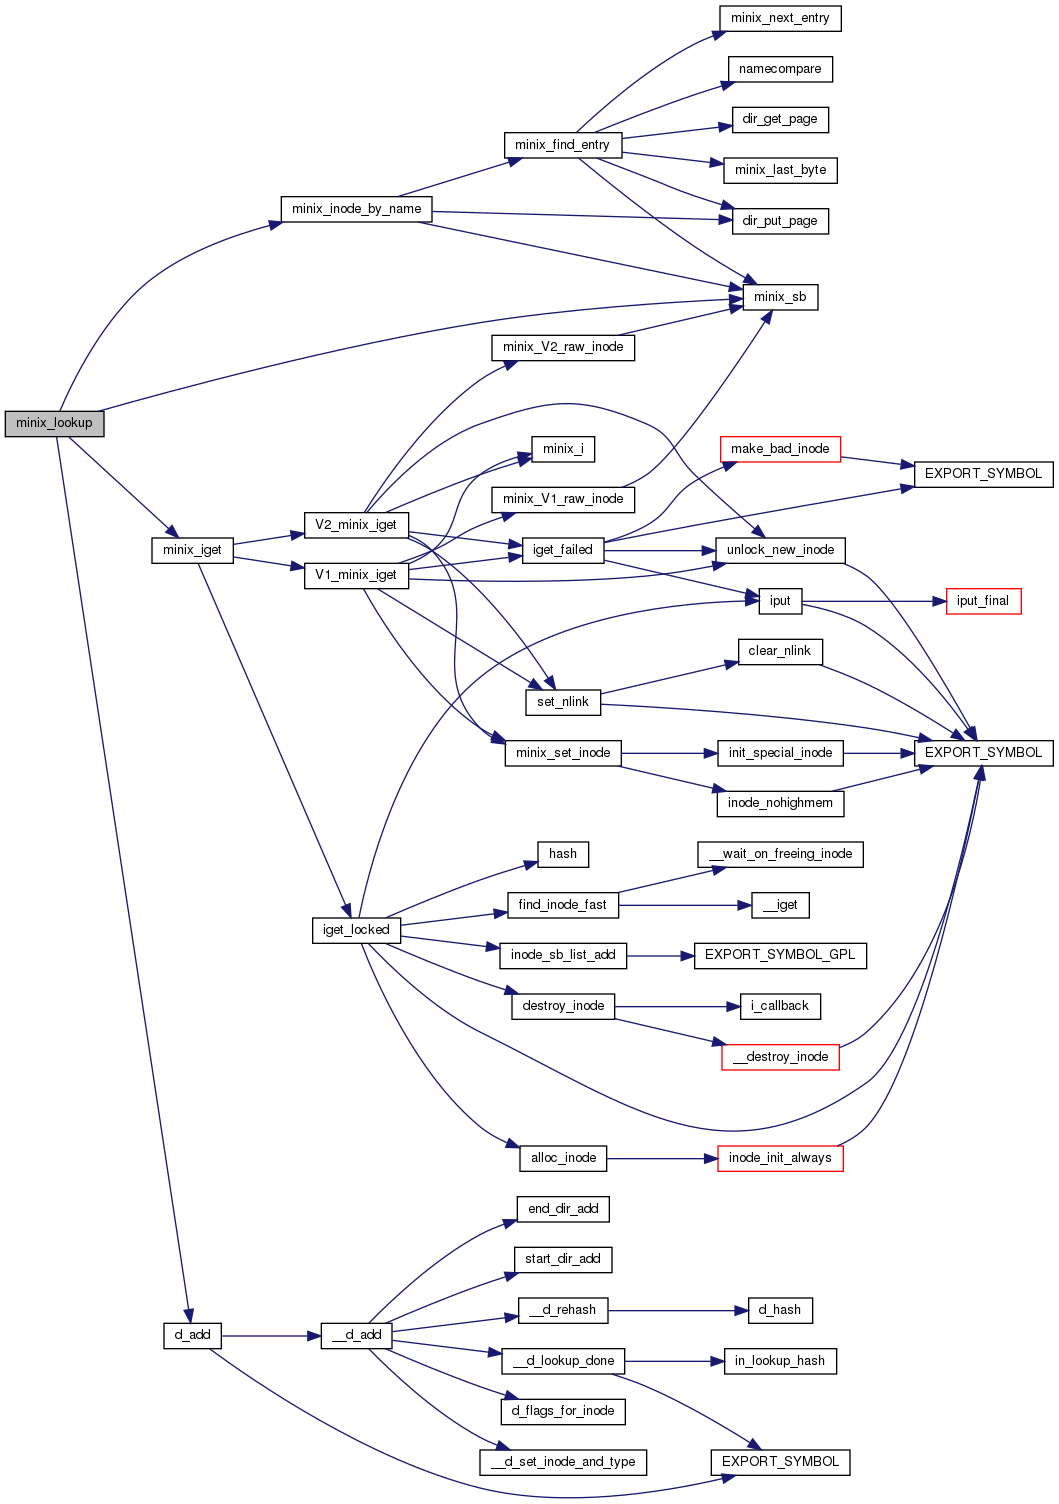 minix_next_entry
namecompare
dir_get_page
minix_find_entry
minix_last_byte
minix_inode_by_name
dir_put_page
minix_sb
minix_V2_raw_inode
minix_lookup
minix_i
make_bad_inode
EXPORT_SYMBOL
minix_V1_raw_inode
V2_minix_iget
minix_iget
iget_failed
unlock_new_inode
V1_minix_iget
iput
iput_final
clear_nlink
set_nlink
minix_set_inode
init_special_inode
EXPORT_SYMBOL
inode_nohighmem
hash
__wait_on_freeing_inode
find_inode_fast
__iget
iget_locked
inode_sb_list_add
EXPORT_SYMBOL_GPL
destroy_inode
i_callback
__destroy_inode
alloc_inode
inode_init_always
end_dir_add
start_dir_add
__d_rehash
d_hash
d_add
__d_add
__d_lookup_done
in_lookup_hash
d_flags_for_inode
__d_set_inode_and_type
EXPORT_SYMBOL